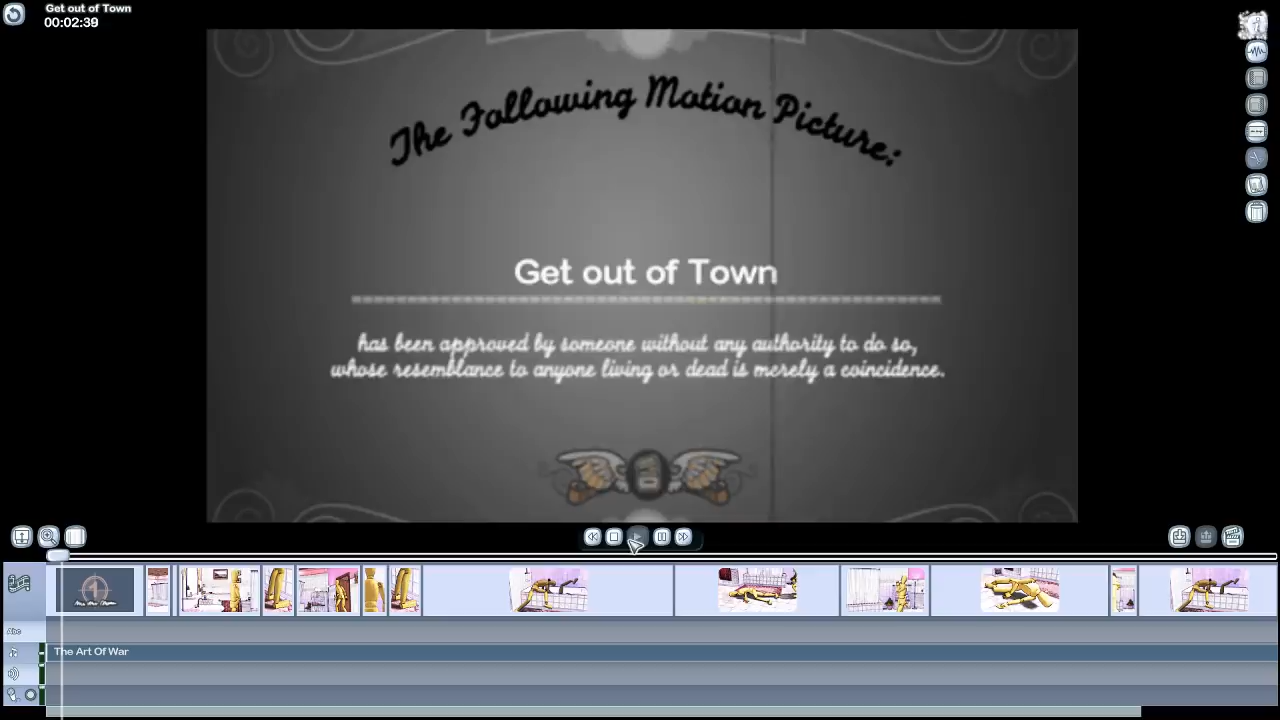 Get out of Town
00:02:39
The Following Motion Picture:
Get out of Town
has been approved by someone without any authority to do so,
whose resemblance to anyone living or dead is merely a coincidence.
Abc
The Art Of War